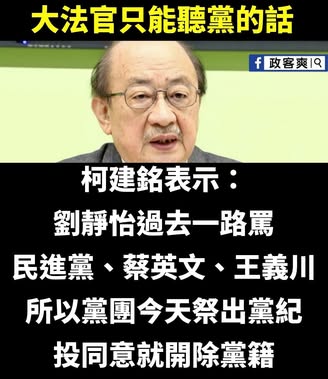 大法官只能聽黨的話
政客爽
柯建銘表示：
劉靜怡過去一路罵
民進黨、蔡英文、王義川
所以黨團今天祭出黨紀
投同意就開除黨籍